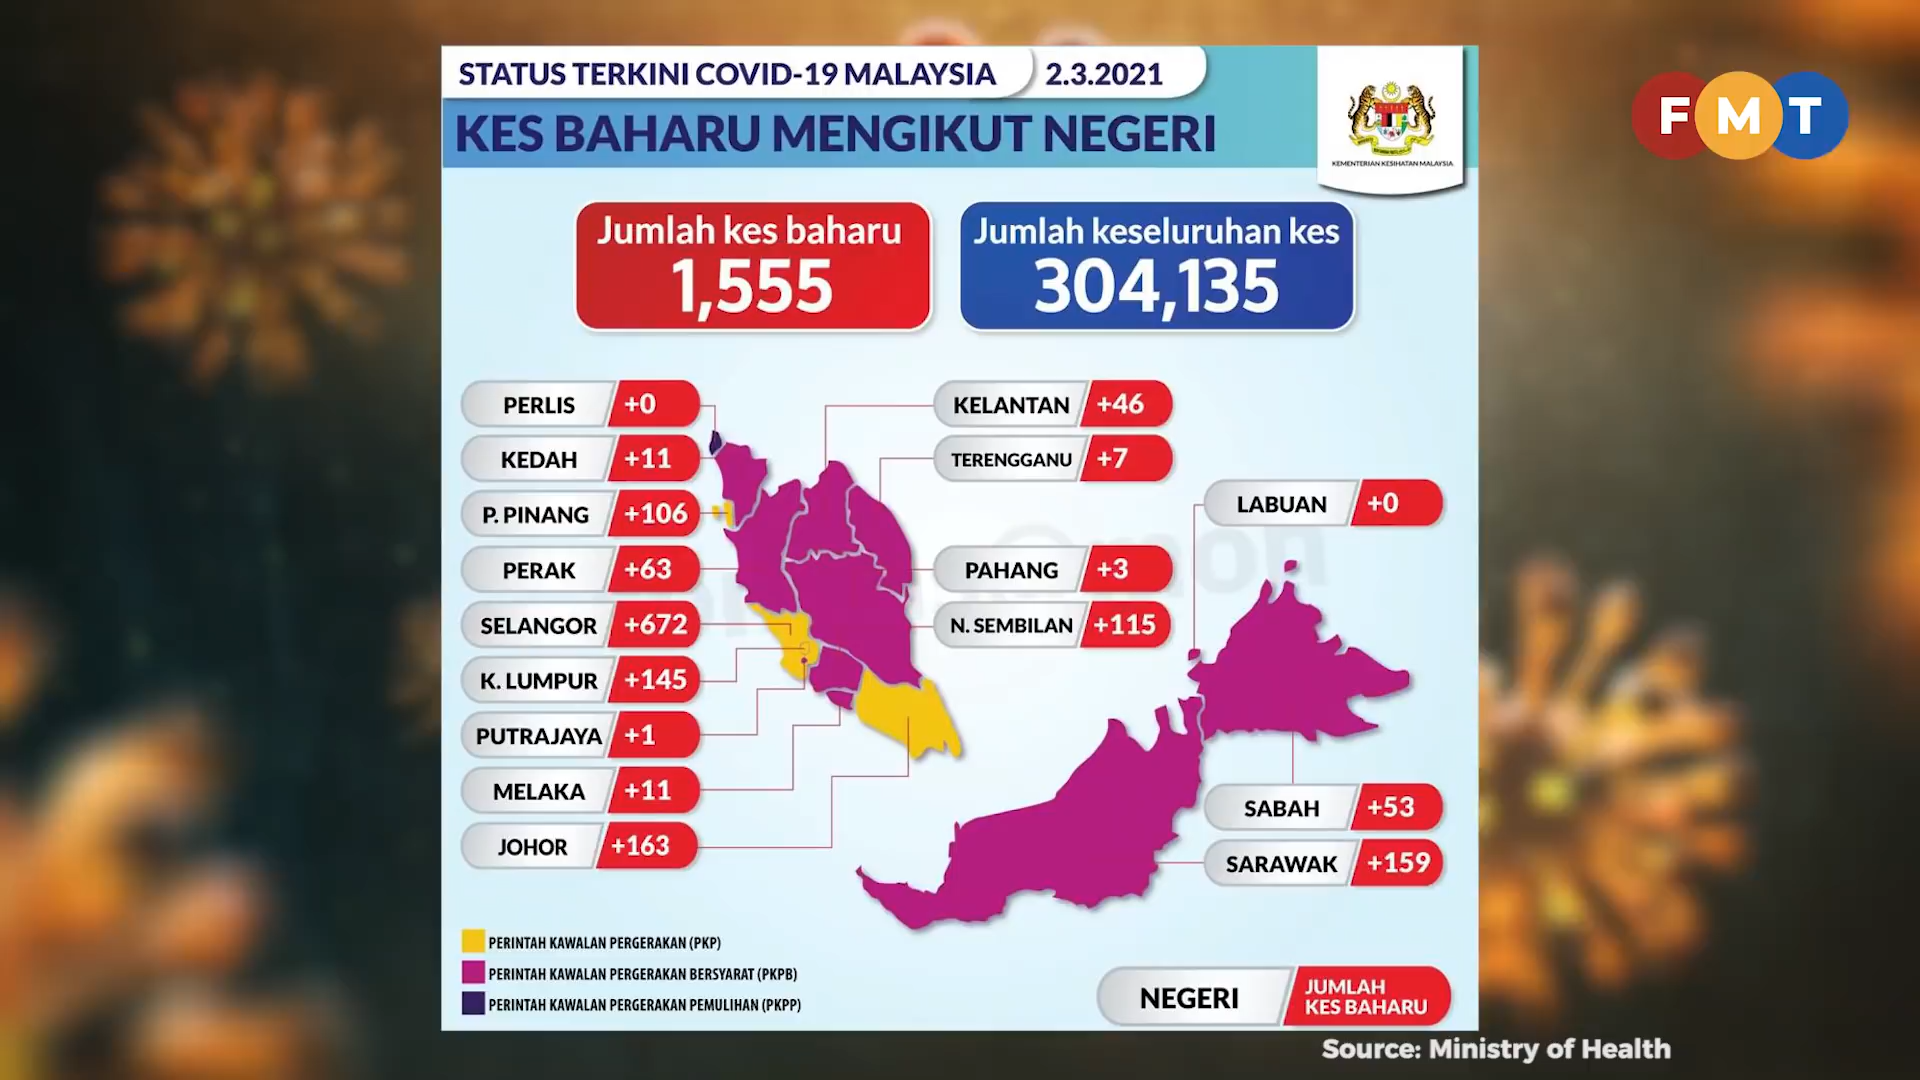 STATUS TERKINI COVID-19 MALAYSIA
2.3.2021
KES BAHARU MENGIKUT NEGERI
KEMENTERIAN KESIHATAN MALAYSIA
FMT
Jumlah kes baharu
1,555
Jumlah keseluruhan kes
304,135
PERLIS +0
KEDAH +11
P. PINANG +106
PERAK +63
SELANGOR +672
K. LUMPUR +145
PUTRAJAYA +1
MELAKA +11
JOHOR +163
KELANTAN +46
TERENGGANU +7
PAHANG +3
N. SEMBILAN +115
LABUAN +0
SABAH +53
SARAWAK +159
PERINTAH KAWALAN PERGERAKAN (PKP)
PERINTAH KAWALAN PERGERAKAN BERSYARAT (PKPB)
PERINTAH KAWALAN PERGERAKAN PEMULIHAN (PKPP)
NEGERI
JUMLAH
KES BAHARU
Source: Ministry of Health